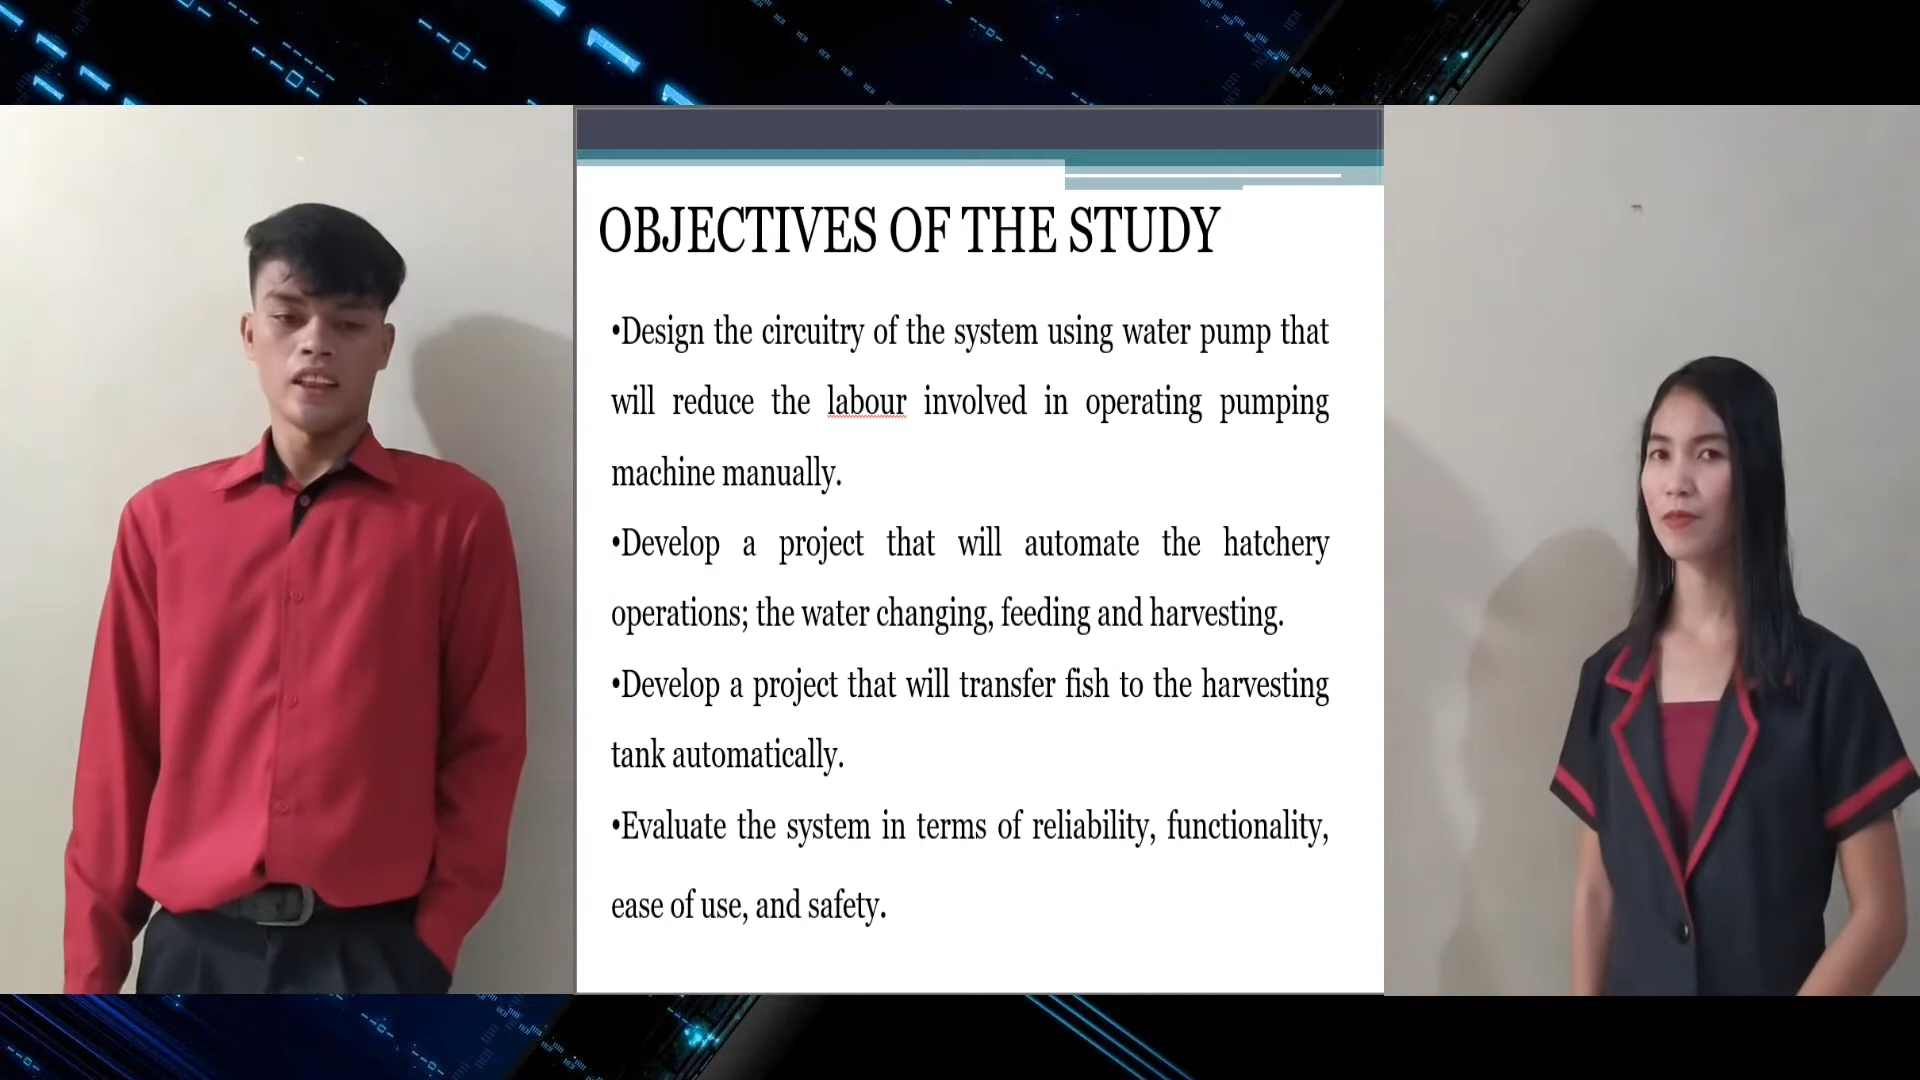 OBJECTIVES OF THE STUDY
•Design the circuitry of the system using water pump that
will reduce the labour involved in operating pumping
machine manually.
•Develop a project that will automate the hatchery
operations; the water changing, feeding and harvesting.
•Develop a project that will transfer fish to the harvesting
tank automatically.
•Evaluate the system in terms of reliability, functionality,
ease of use, and safety.